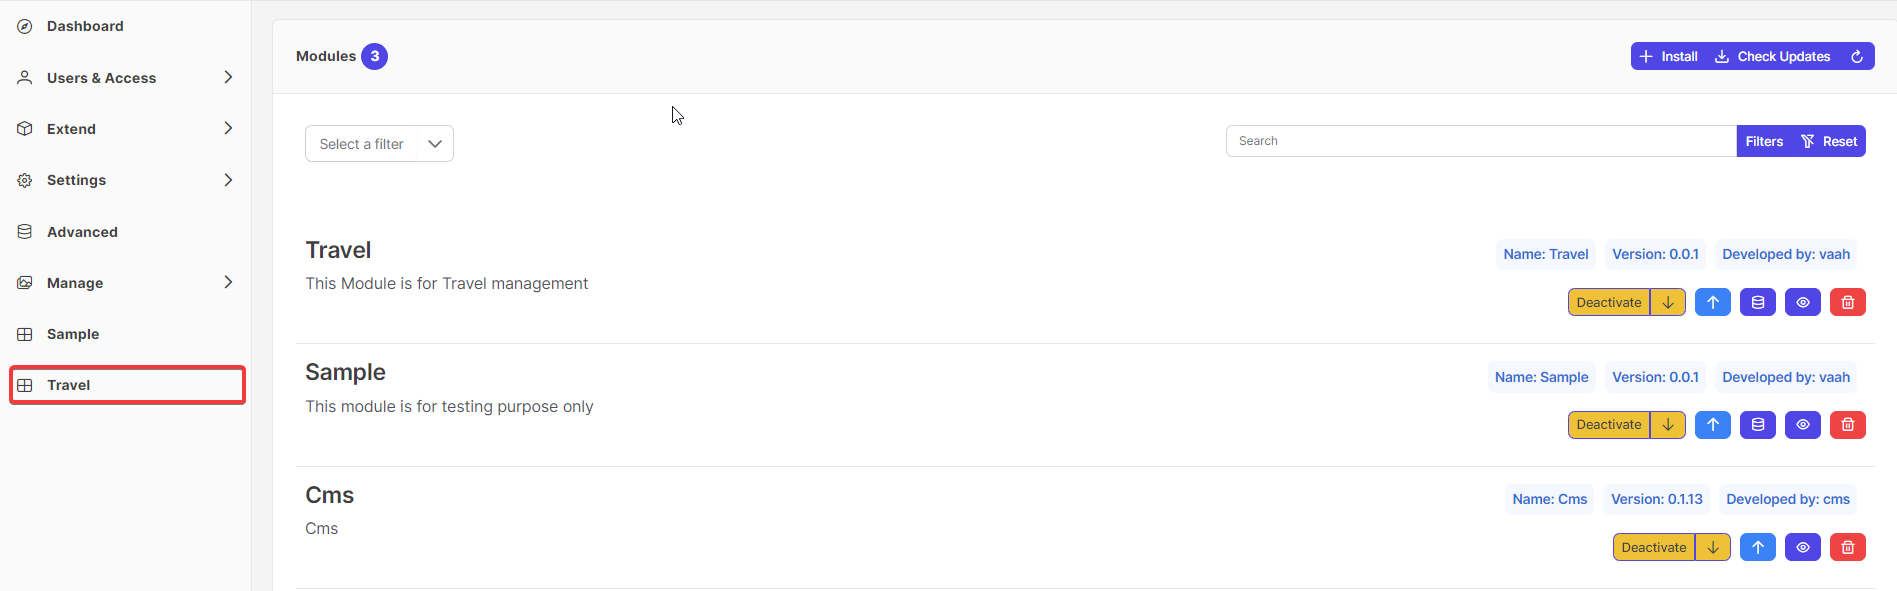 Dashboard
Users & Access
Extend
Settings
Advanced
Manage
Sample
Travel
Modules 3
Install Check Updates
Select a filter
Search Filters Reset
Travel
This Module is for Travel management
Name: Travel Version: 0.0.1 Developed by: vaah
Deactivate
Sample
This module is for testing purpose only
Name: Sample Version: 0.0.1 Developed by: vaah
Deactivate
Cms
Cms
Name: Cms Version: 0.1.13 Developed by: cms
Deactivate